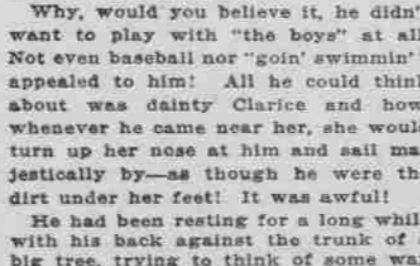 Why, would you believe it, he didn'
want to play with "the boys" at al
Not even baseball nor "goin' swimmin'
appealed to him! All he could thin
about was dainty Clarice and how
whenever he came near her, she woul
turn up her nose at him and sail ma
jestically by—as though he were th
dirt under her feet! It was awful!
He had been resting for a long whil
with his back against the trunk of
big tree, trying to think of some wa